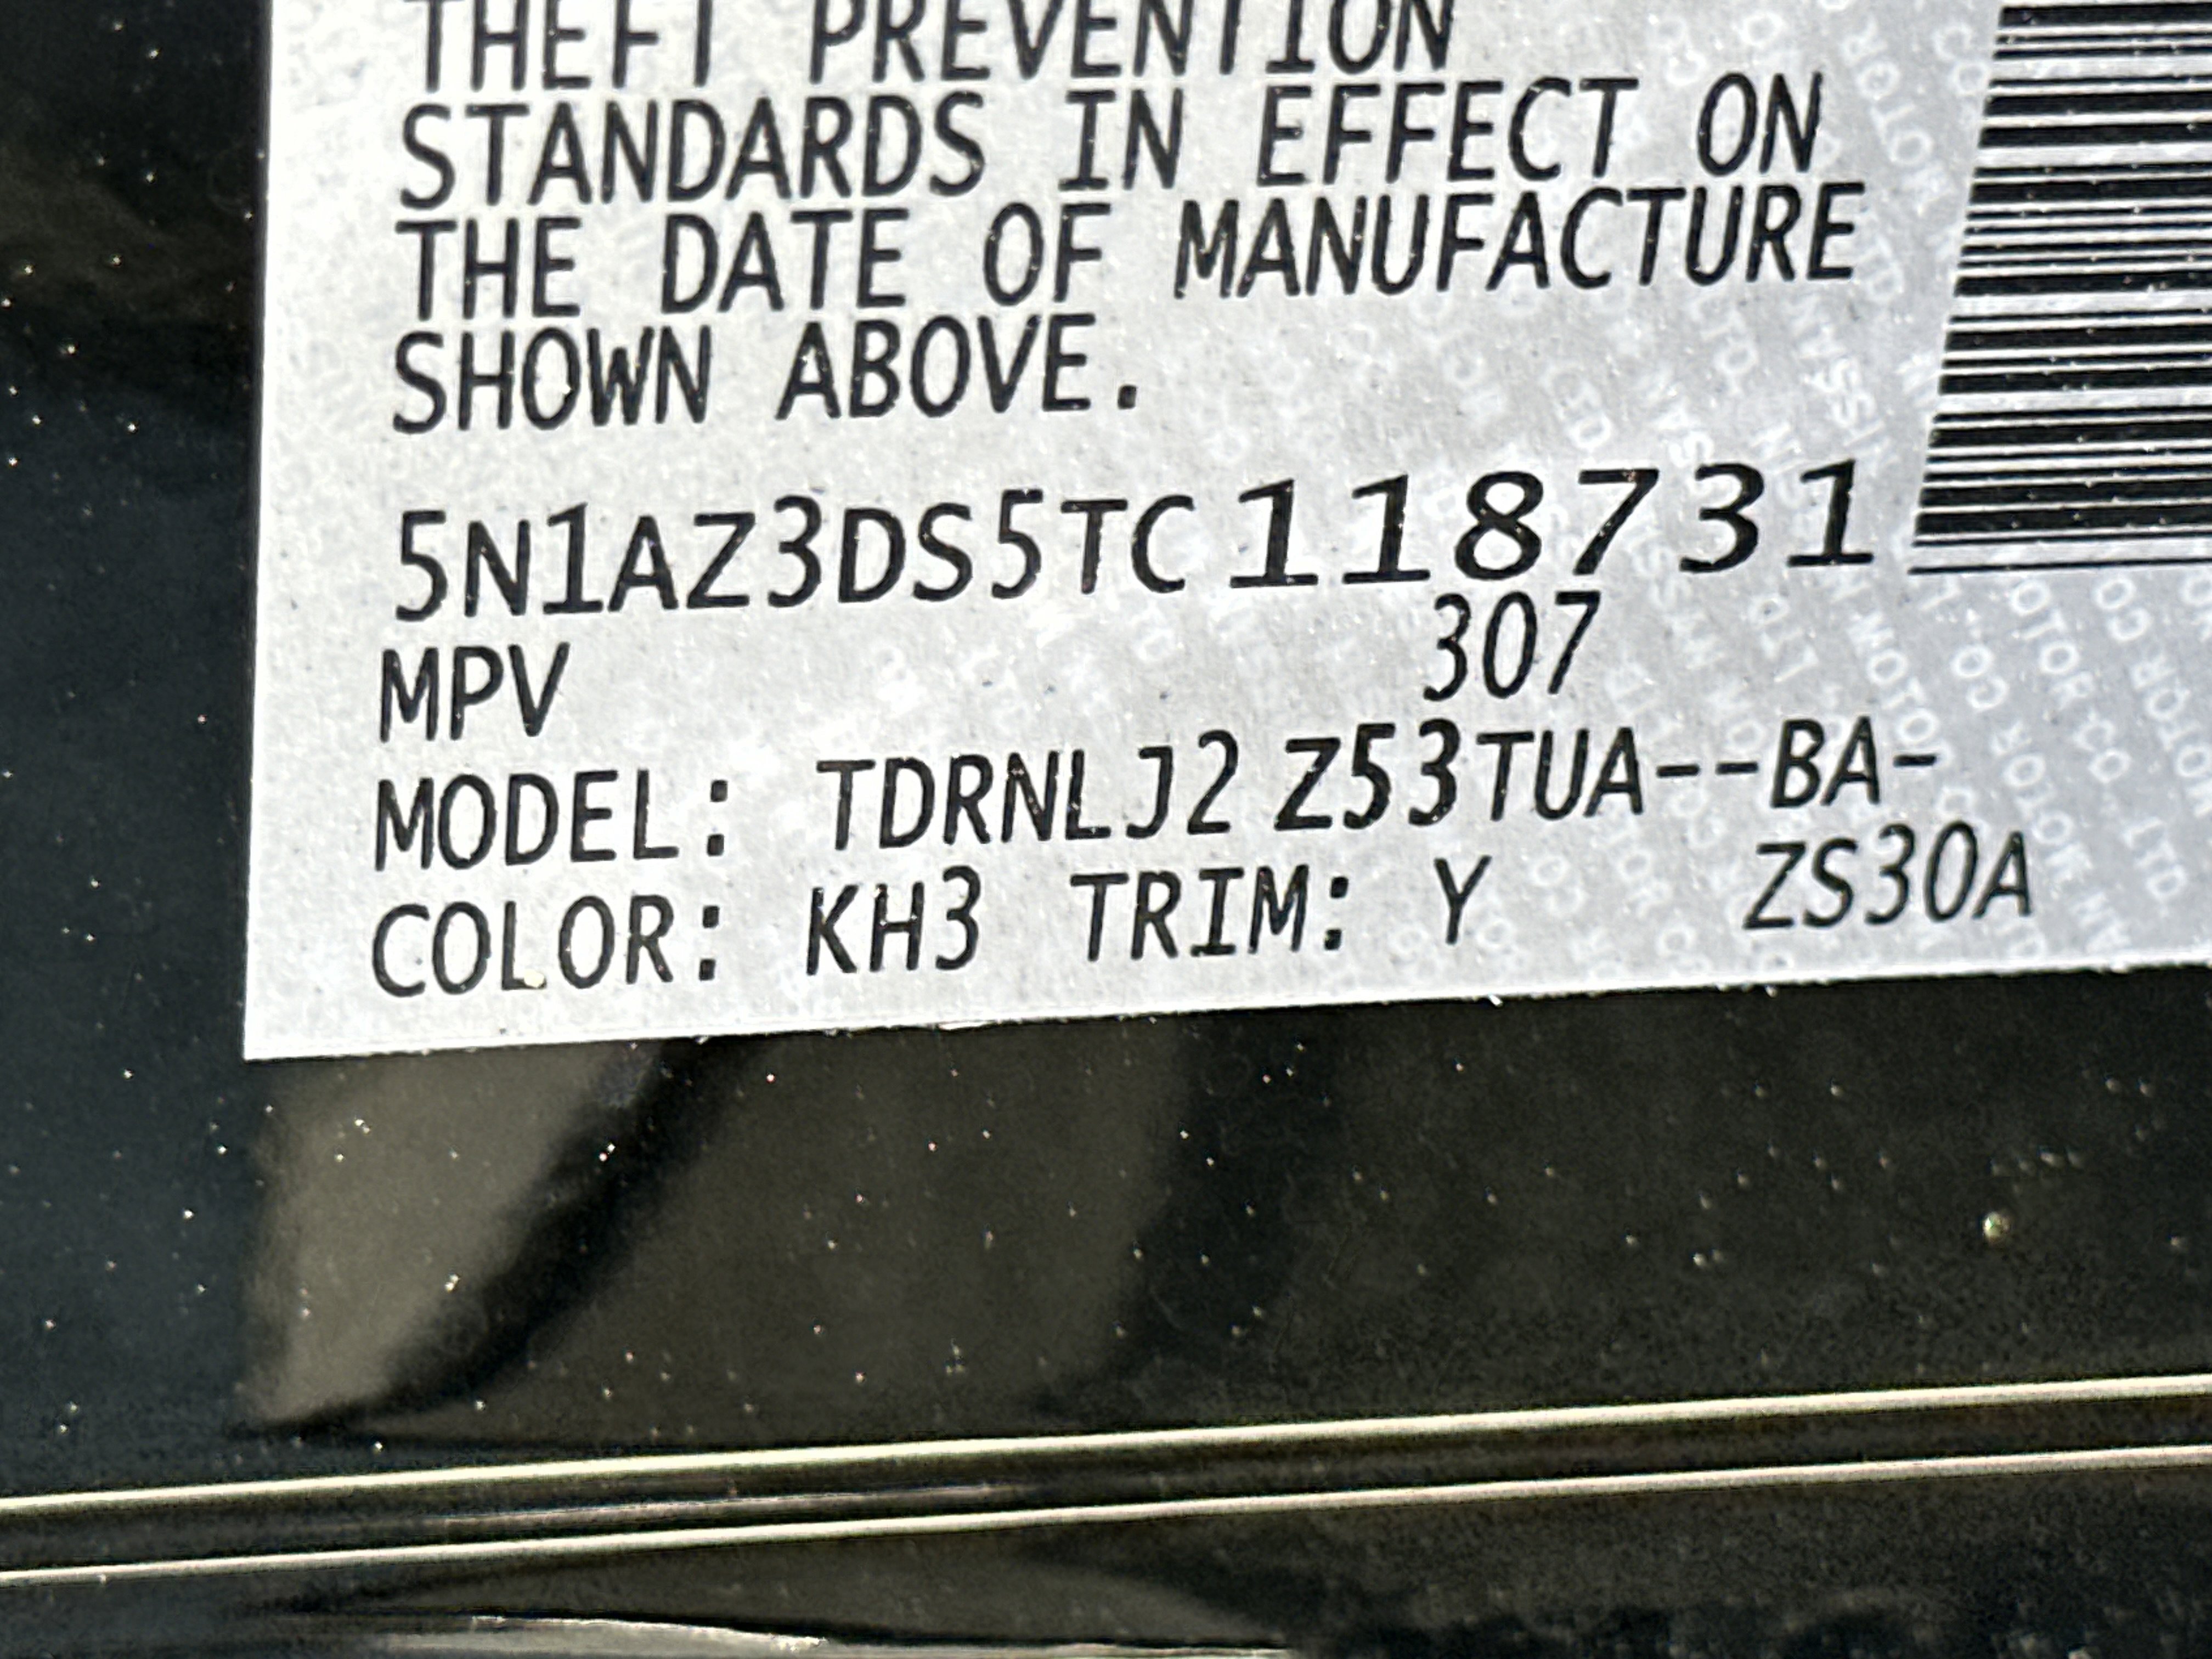 THEFT PREVENTION
STANDARDS IN EFFECT ON
THE DATE OF MANUFACTURE
SHOWN ABOVE.
5N1AZ3DS5TC118731
MPV 307
MODEL: TDRNLJ2 Z53TUA--BA-
COLOR: KH3 TRIM: Y ZS30A